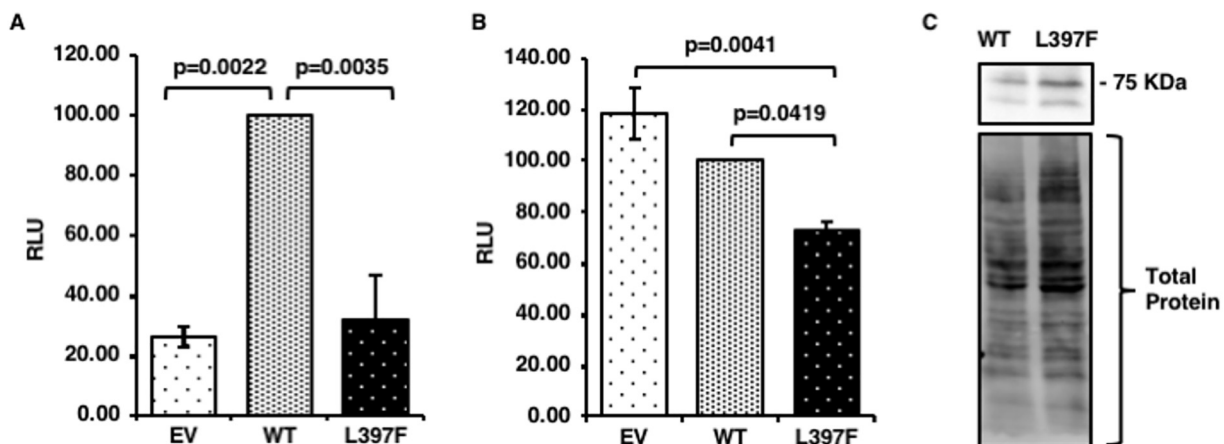 A
120.00
100.00
80.00
60.00
40.00
20.00
0.00
RLU
p=0.0022
p=0.0035
EV
WT
L397F
B
140.00
120.00
100.00
80.00
60.00
40.00
20.00
0.00
RLU
p=0.0041
p=0.0419
EV
WT
L397F
C
WT
L397F
- 75 KDa
Total
Protein